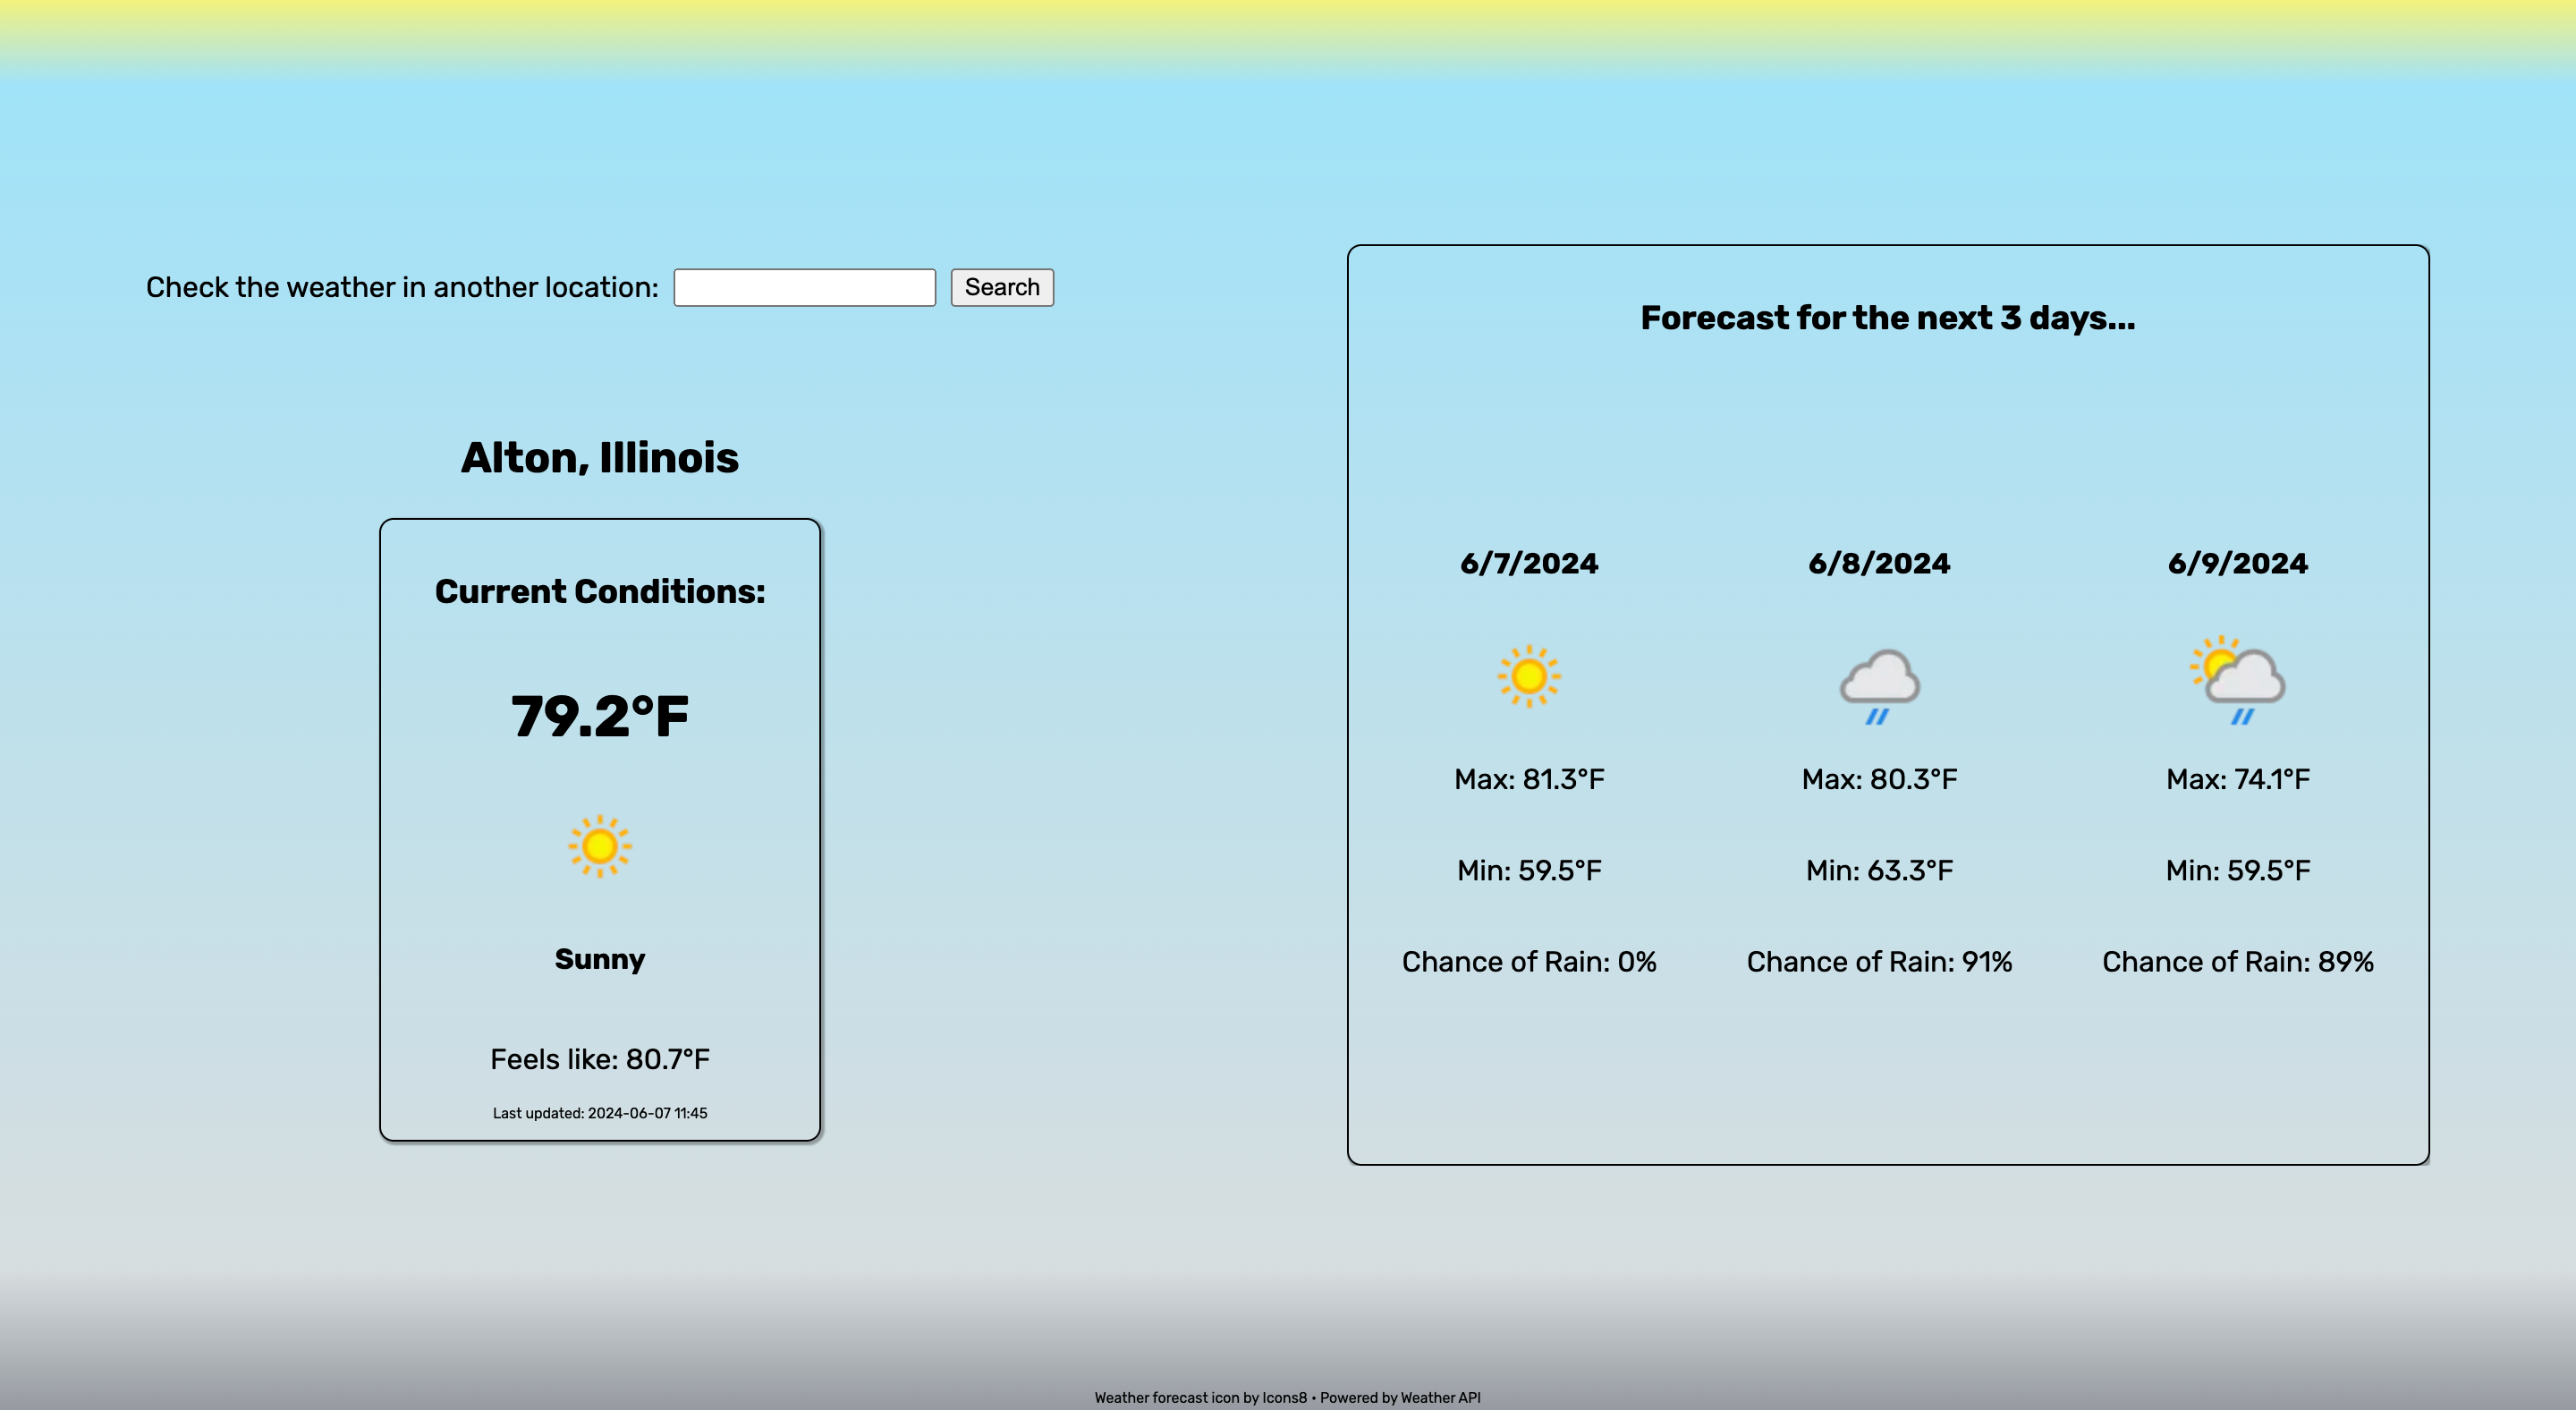 Check the weather in another location: Search
Alton, Illinois
Current Conditions:
79.2°F
Sunny
Feels like: 80.7°F
Last updated: 2024-06-07 11:45
Forecast for the next 3 days...
6/7/2024
Max: 81.3°F
Min: 59.5°F
Chance of Rain: 0%
6/8/2024
Max: 80.3°F
Min: 63.3°F
Chance of Rain: 91%
6/9/2024
Max: 74.1°F
Min: 59.5°F
Chance of Rain: 89%
Weather forecast icon by Icons8 • Powered by Weather API